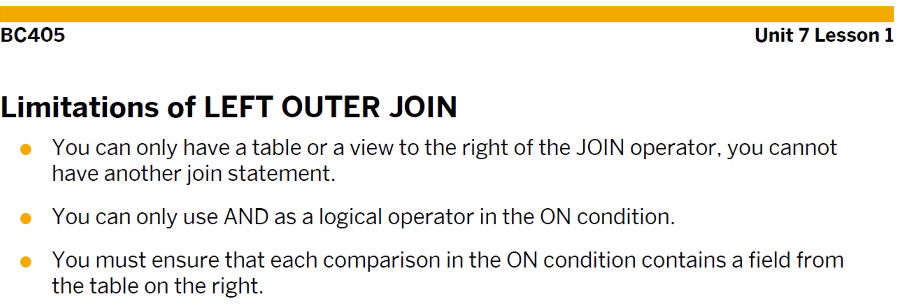 BC405
Unit 7 Lesson 1
Limitations of LEFT OUTER JOIN
You can only have a table or a view to the right of the JOIN operator, you cannot
have another join statement.
You can only use AND as a logical operator in the ON condition.
You must ensure that each comparison in the ON condition contains a field from
the table on the right.